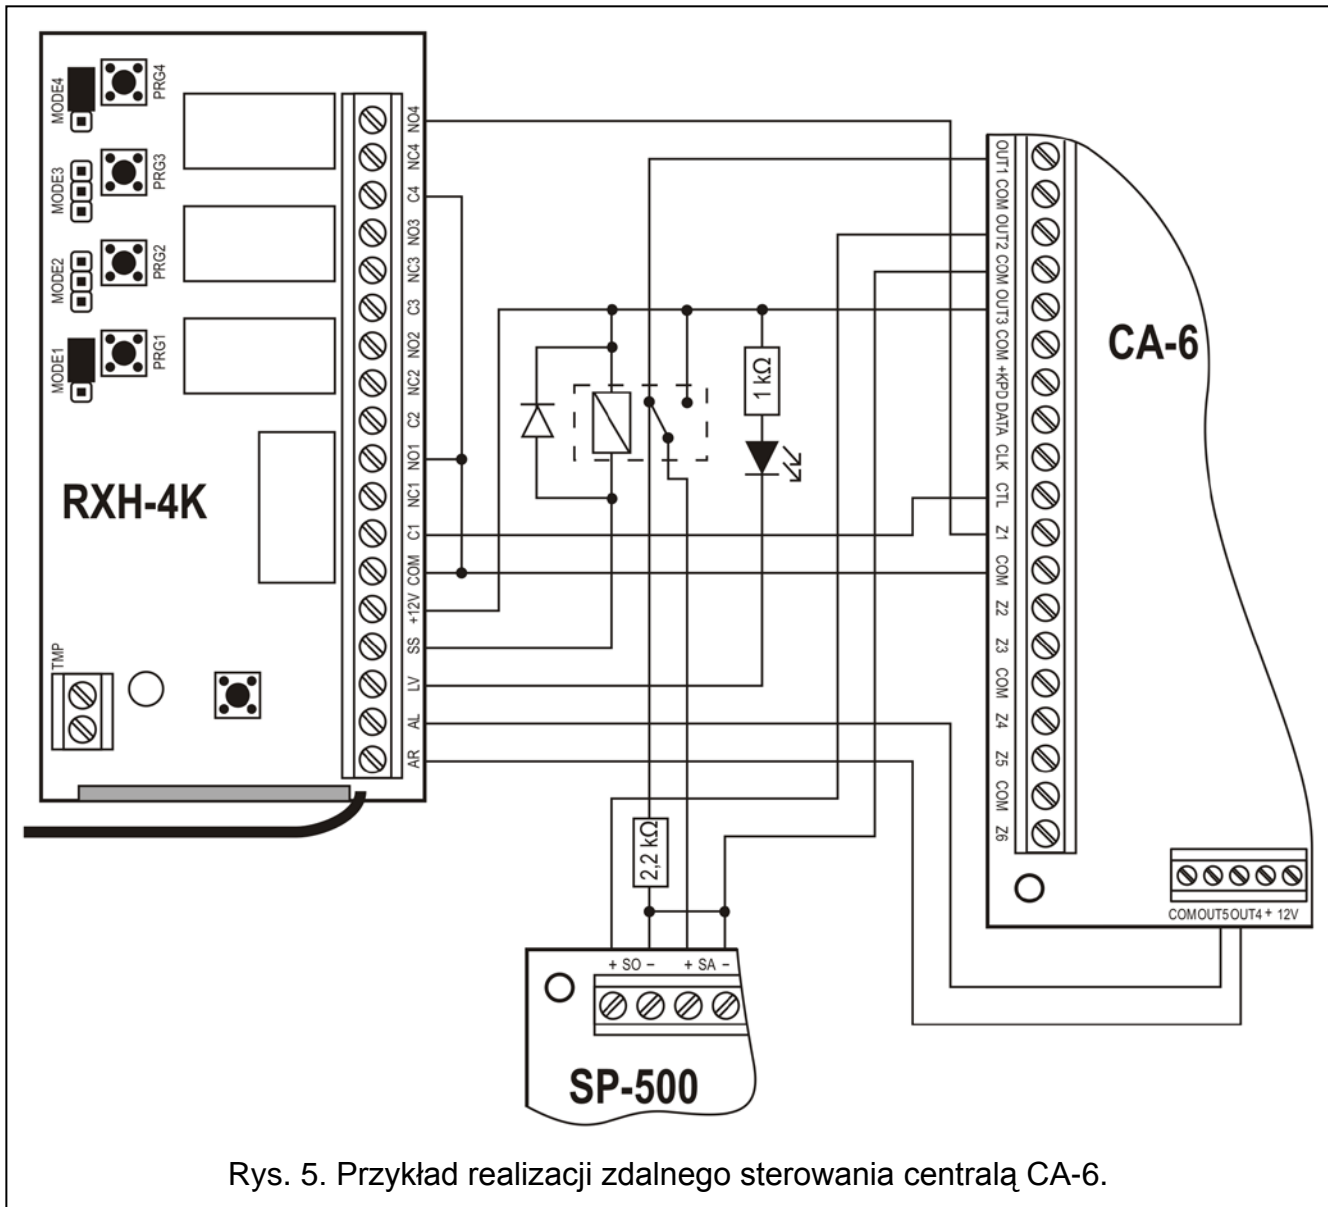 MODE4
PRG4
MODE3
PRG3
MODE2
PRG2
MODE1
PRG1
RXH-4K
TMP
NO4
NC4
C4
NO3
NC3
C3
NO2
NC2
C2
NO1
NC1
C1
COM
+12V
SS
LV
AL
AR
1 kΩ
2,2 kΩ
OUT1
COM
OUT2
COM
OUT3
COM
+KPD
DATA
CLK
CTL
Z1
COM
Z2
Z3
COM
Z4
Z5
COM
Z6
CA-6
COM OUT5 OUT4 + 12V
+ SO − + SA −
SP-500
Rys. 5. Przykład realizacji zdalnego sterowania centralą CA-6.